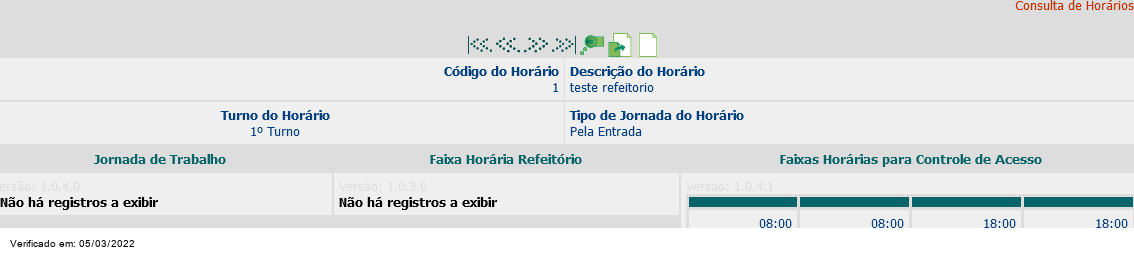 Consulta de Horários
Código do Horário Descrição do Horário
1 teste refeitorio
Turno do Horário Tipo de Jornada do Horário
1º Turno Pela Entrada
Jornada de Trabalho Faixa Horária Refeitório Faixas Horárias para Controle de Acesso
ersão: 1.0.4.0 Versão: 1.0.3.0 Versao: 1.0.4.1
Não há registros a exibir Não há registros a exibir
08:00 08:00 18:00 18:00
Verificado em: 05/03/2022